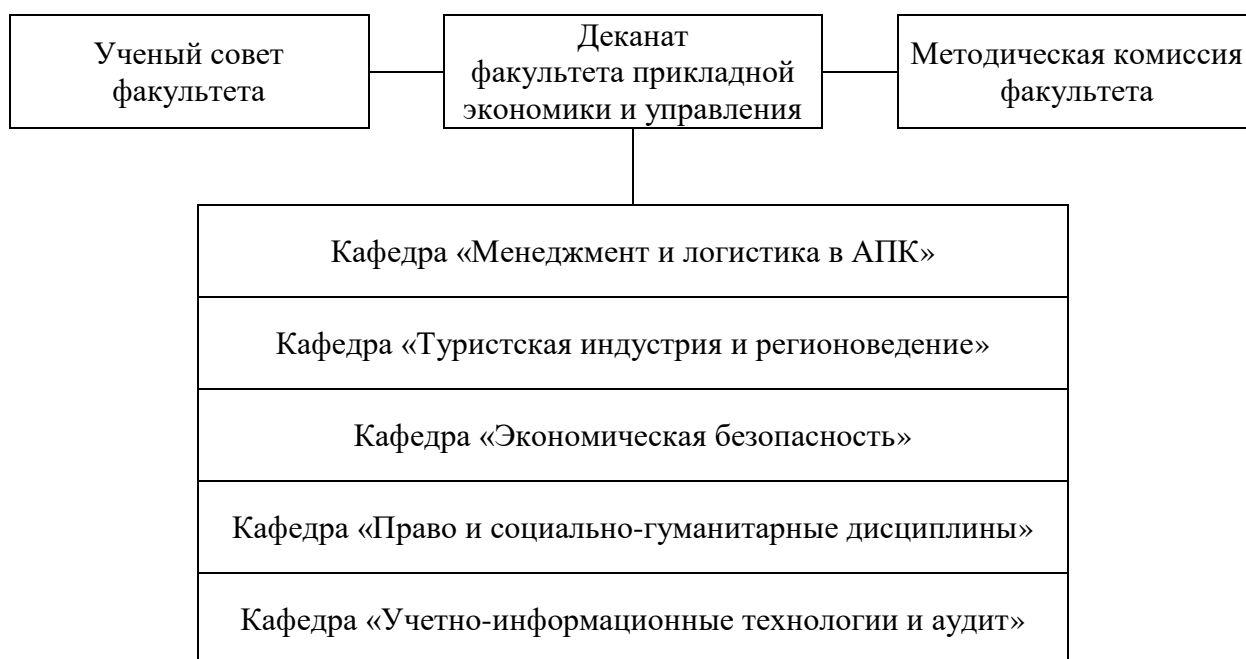 Ученый совет
факультета
Деканат
факультета прикладной
экономики и управления
Методическая комиссия
факультета
Кафедра «Менеджмент и логистика в АПК»
Кафедра «Туристская индустрия и регионоведение»
Кафедра «Экономическая безопасность»
Кафедра «Право и социально-гуманитарные дисциплины»
Кафедра «Учетно-информационные технологии и аудит»